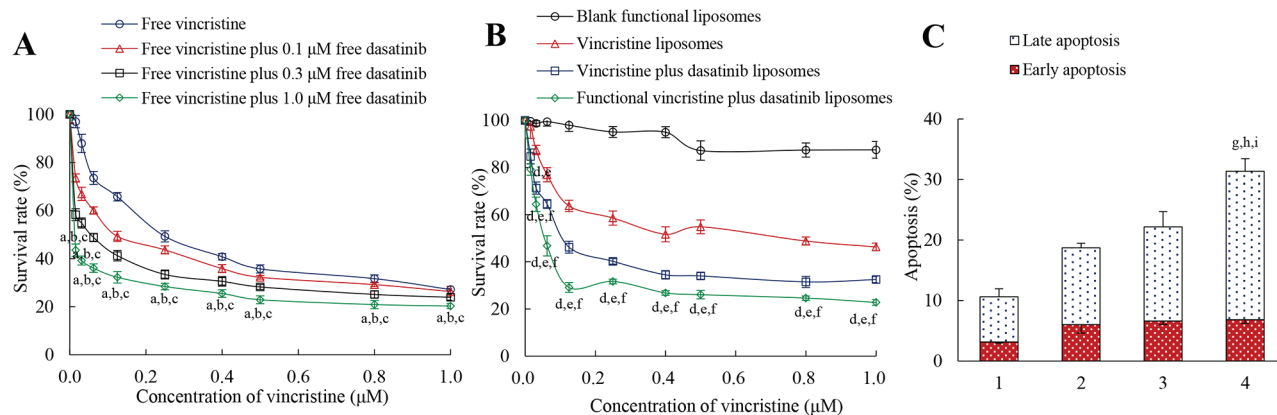 A
Free vincristine
Free vincristine plus 0.1 μM free dasatinib
Free vincristine plus 0.3 μM free dasatinib
Free vincristine plus 1.0 μM free dasatinib
Survival rate (%)
100
80
60
40
20
0
a,b,c
a,b,c
a,b,c
a,b,c
a,b,c
a,b,c
a,b,c
a,b,c
a,b,c
0.0
0.2
0.4
0.6
0.8
1.0
Concentration of vincristine (μM)
B
Blank functional liposomes
Vincristine liposomes
Vincristine plus dasatinib liposomes
Functional vincristine plus dasatinib liposomes
Survival rate (%)
100
80
60
40
20
0
d,e
d,e,f
d,e,f
d,e,f
d,e,f
d,e,f
d,e,f
d,e,f
d,e,f
0.0
0.2
0.4
0.6
0.8
1.0
Concentration of vincristine (μM)
C
Late apoptosis
Early apoptosis
Apoptosis (%)
40
30
20
10
0
g,h,i
1
2
3
4